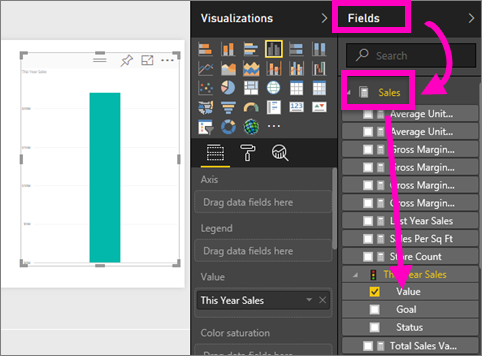 Visualizations
Fields
Search
This Year Sales
Sales
Average Unit...
Average Unit...
Gross Margin...
Gross Margin...
Gross Margin...
Gross Margin...
Last Year Sales
Sales Per Sq Ft
Store Count
This Year Sales
Value
Goal
Status
Total Sales Va...
Axis
Drag data fields here
Legend
Drag data fields here
Value
This Year Sales
Color saturation
Drag data fields here